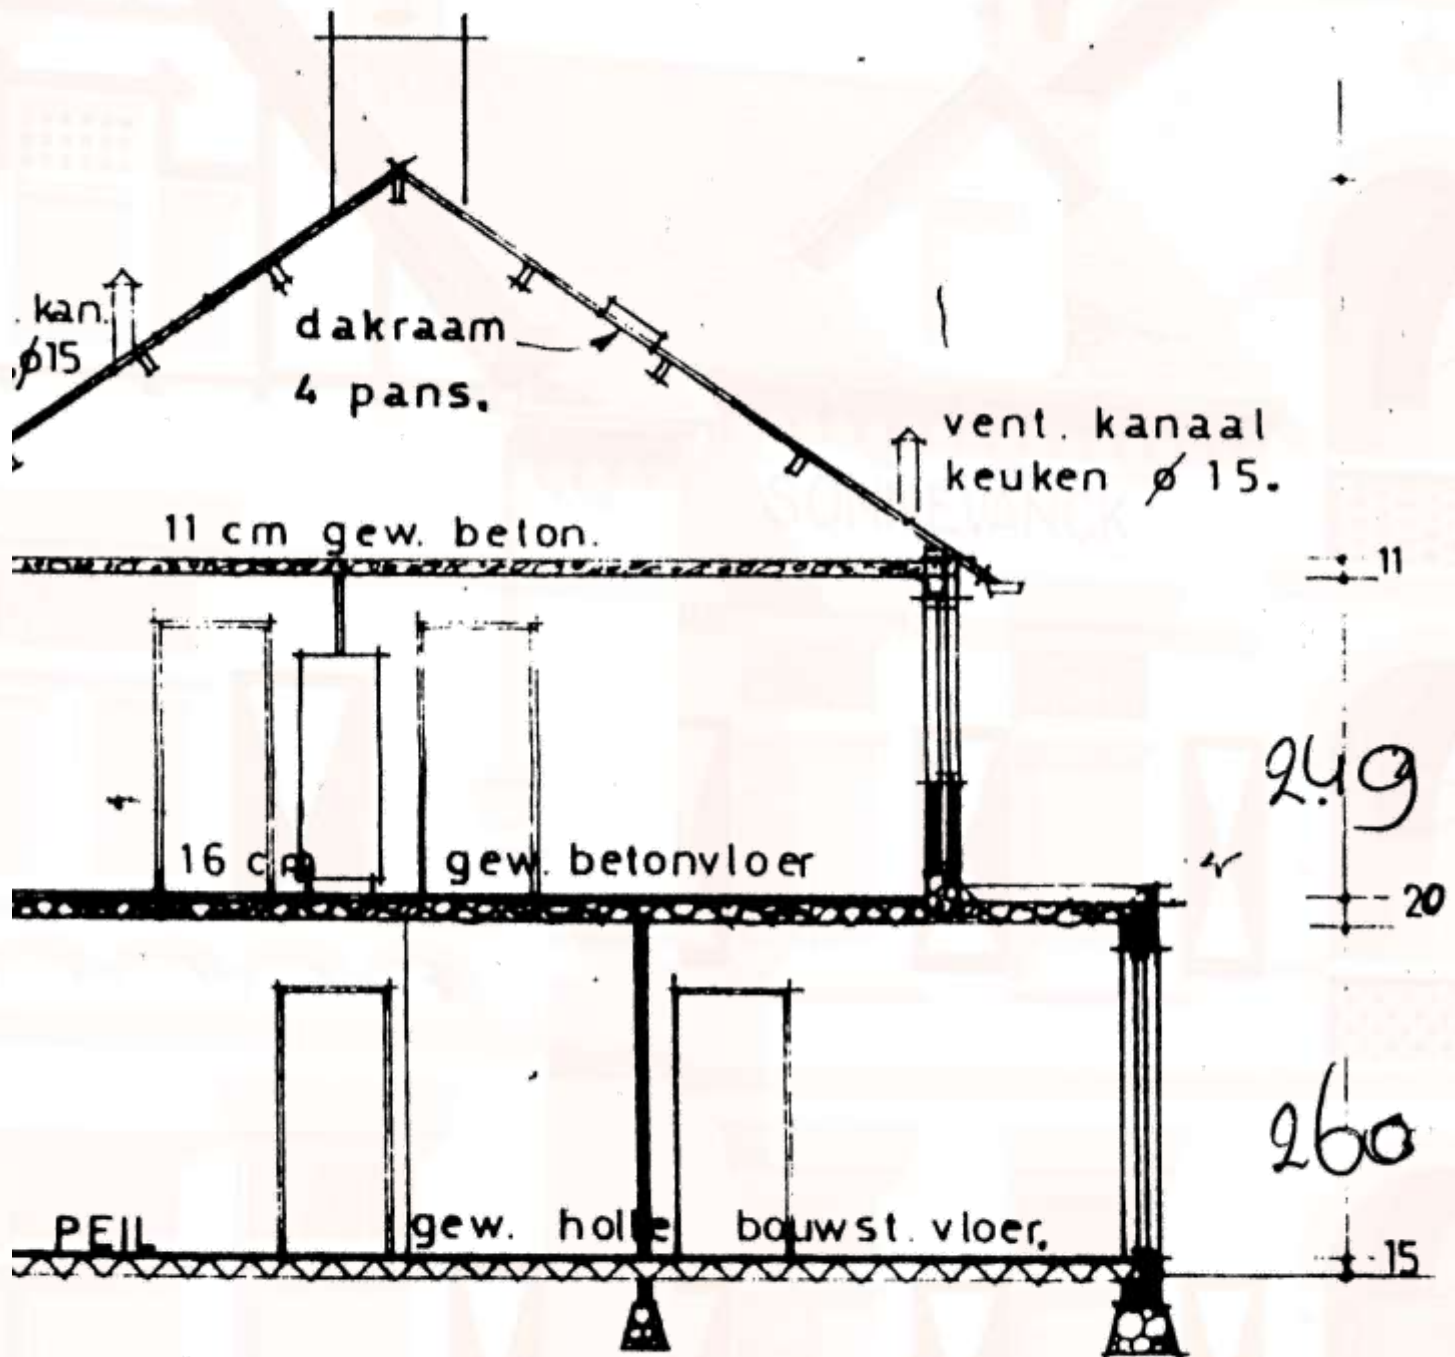 kan.
ø15
dakraam
4 pans.
vent. kanaal
keuken ø 15.
11 cm gew. beton.
11
249
16 cm gew. betonvloer
20
260
PEIL
gew. holle bouwst. vloer.
15